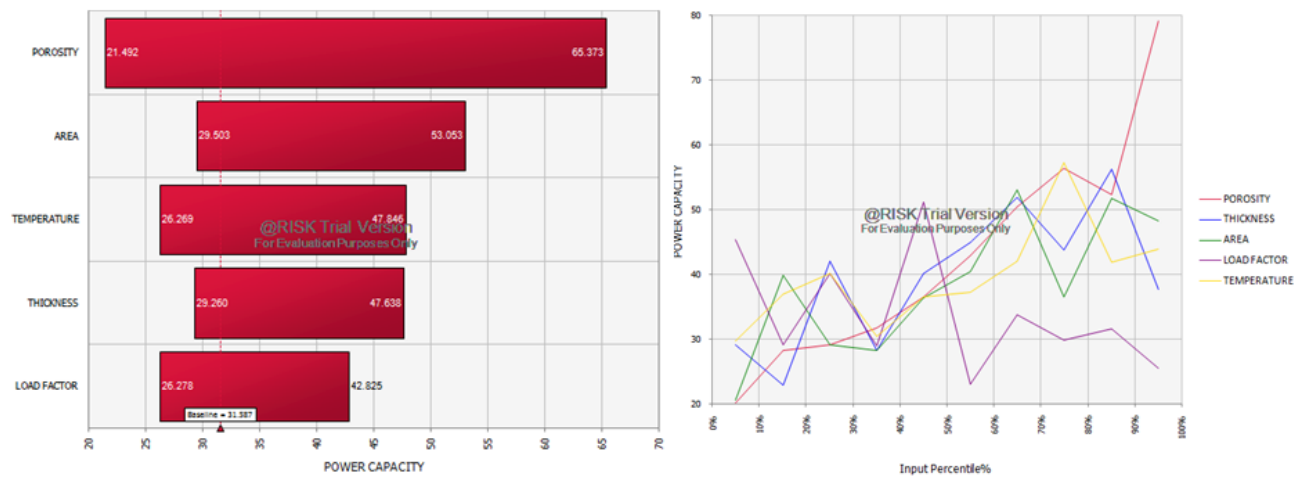 POROSITY
21.492
65.373
AREA
29.503
53.053
TEMPERATURE
26.269
47.846
@RISK Trial Version
For Evaluation Purposes Only
THICKNESS
29.260
47.638
LOAD FACTOR
26.278
42.825
Baseline = 31.587
20 25 30 35 40 45 50 55 60 65 70
POWER CAPACITY
80
70
60
50
40
30
20
POWER CAPACITY
@RISK Trial Version
For Evaluation Purposes Only
0% 10% 20% 30% 40% 50% 60% 70% 80% 90% 100%
Input Percentile%
POROSITY
THICKNESS
AREA
LOAD FACTOR
TEMPERATURE